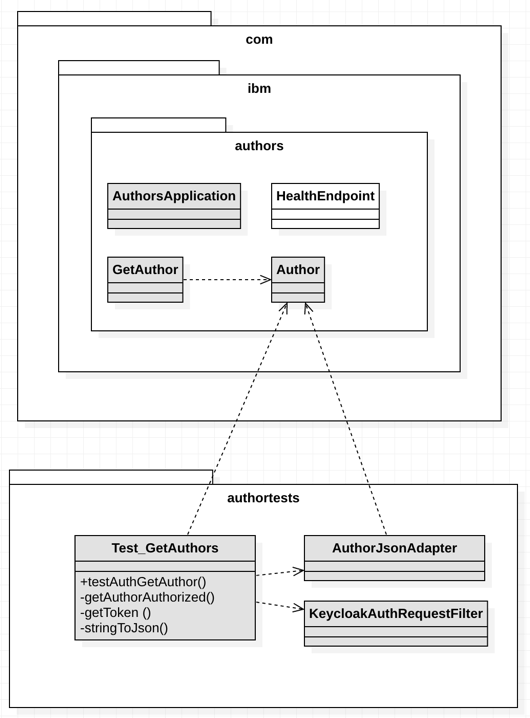 com
ibm
authors
AuthorsApplication
HealthEndpoint
GetAuthor
Author
authortests
Test_GetAuthors
+testAuthGetAuthor()
-getAuthorAuthorized()
-getToken ()
-stringToJson()
AuthorJsonAdapter
KeycloakAuthRequestFilter